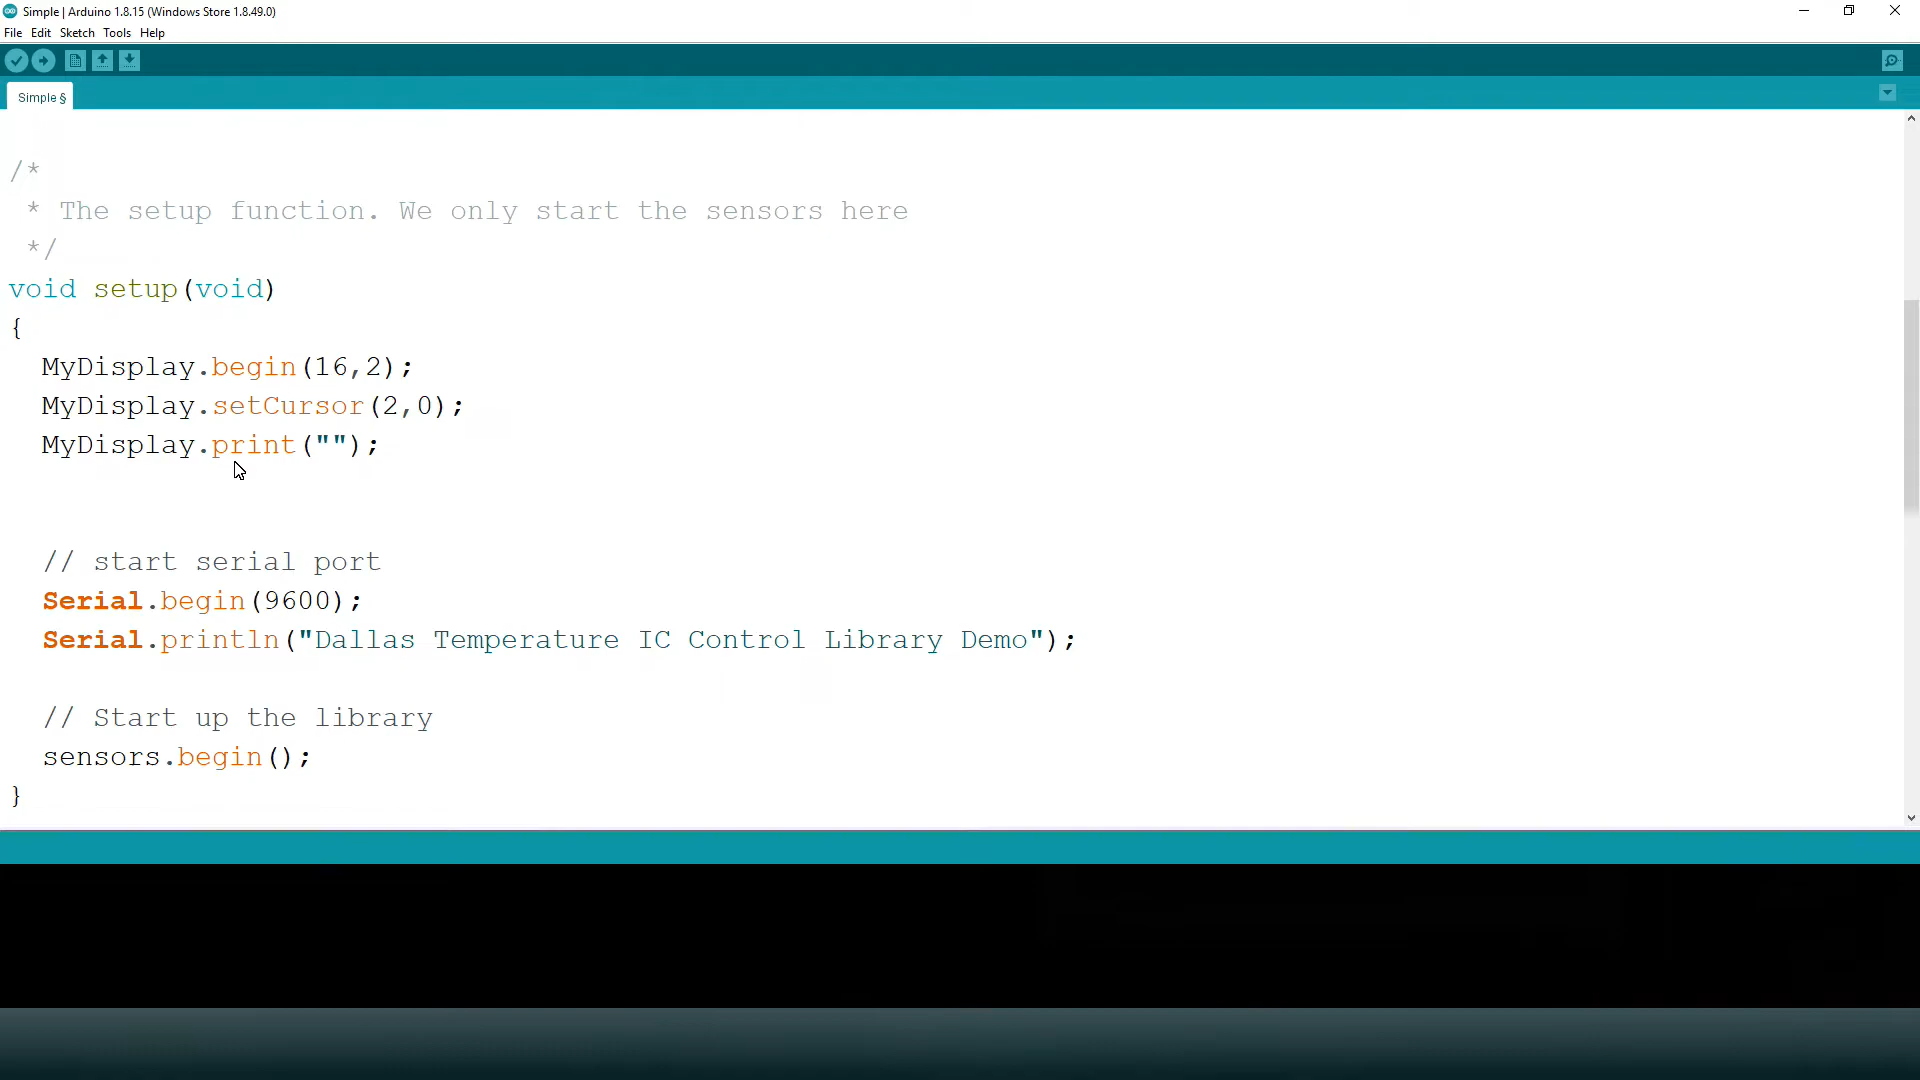 Simple | Arduino 1.8.15 (Windows Store 1.8.49.0)
File Edit Sketch Tools Help
Simple §
/*
* The setup function. We only start the sensors here
*/
void setup(void)
{
MyDisplay.begin(16,2);
MyDisplay.setCursor(2,0);
MyDisplay.print("");
// start serial port
Serial.begin(9600);
Serial.println("Dallas Temperature IC Control Library Demo");
// Start up the library
sensors.begin();
}